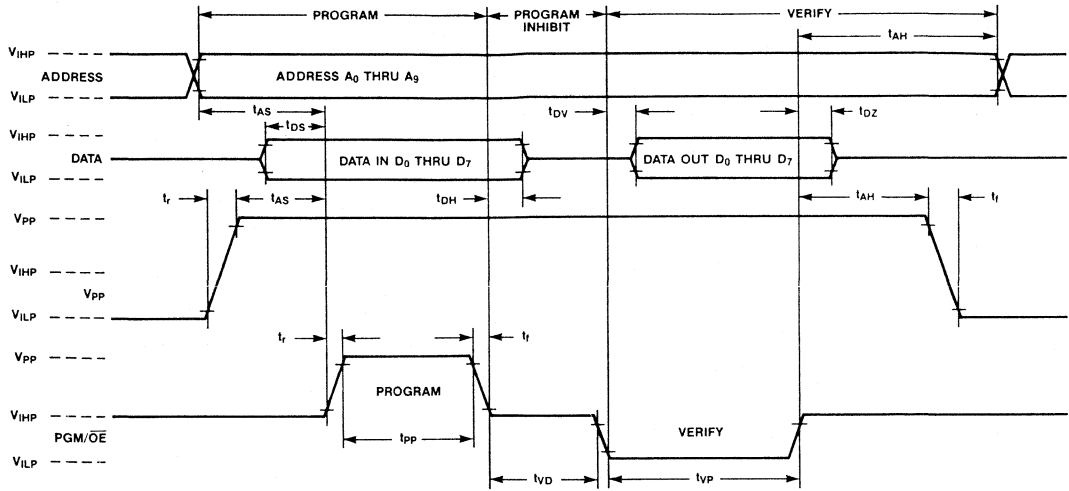 PROGRAM
PROGRAM INHIBIT
VERIFY
tAH
VIHP
ADDRESS
ADDRESS A0 THRU A9
VILP
tAS
tDS
tDV
tDZ
VIHP
DATA
DATA IN D0 THRU D7
DATA OUT D0 THRU D7
VILP
tr
tAS
tDH
tAH
tf
VPP
VIHP
VPP
VILP
tr
tf
VPP
PROGRAM
VIHP
PGM/O̅E̅
tPP
VERIFY
VILP
tVD
tVP